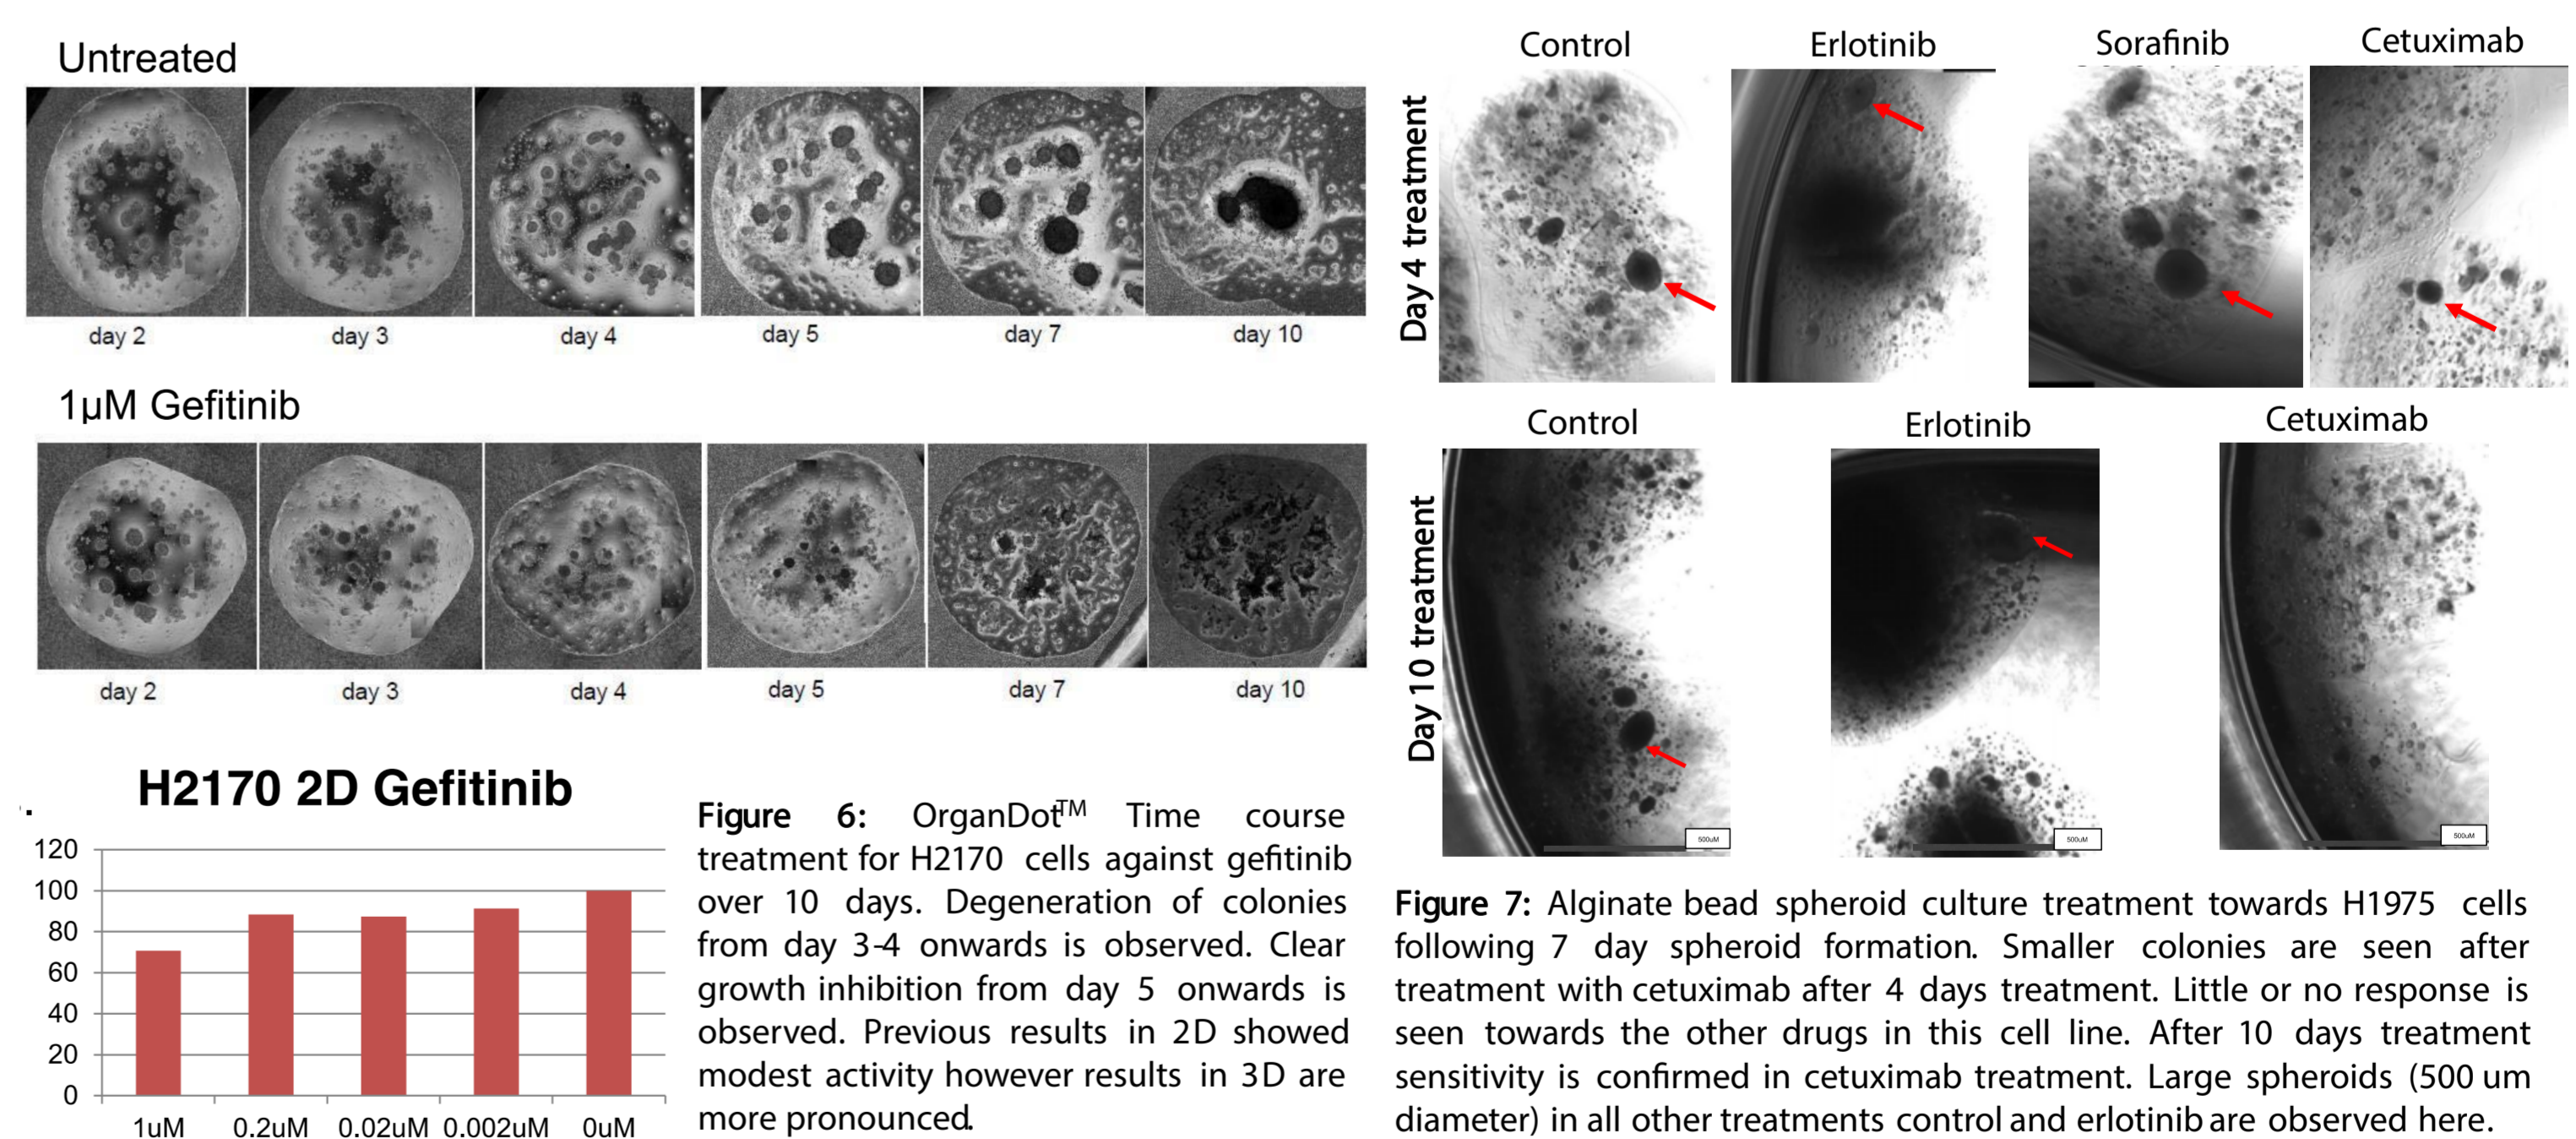 Untreated
day 2
day 3
day 4
day 5
day 7
day 10
1µM Gefitinib
day 2
day 3
day 4
day 5
day 7
day 10
H2170 2D Gefitinib
120
100
80
60
40
20
0
1uM
0.2uM
0.02uM
0.002uM
0uM
Figure 6: OrganDot™ Time course
treatment for H2170 cells against gefitinib
over 10 days. Degeneration of colonies
from day 3-4 onwards is observed. Clear
growth inhibition from day 5 onwards is
observed. Previous results in 2D showed
modest activity however results in 3D are
more pronounced.
Control
Erlotinib
Sorafinib
Cetuximab
Day 4 treatment
Control
Erlotinib
Cetuximab
Day 10 treatment
500uM
500uM
500uM
Figure 7: Alginate bead spheroid culture treatment towards H1975 cells
following 7 day spheroid formation. Smaller colonies are seen after
treatment with cetuximab after 4 days treatment. Little or no response is
seen towards the other drugs in this cell line. After 10 days treatment
sensitivity is confirmed in cetuximab treatment. Large spheroids (500 um
diameter) in all other treatments control and erlotinib are observed here.